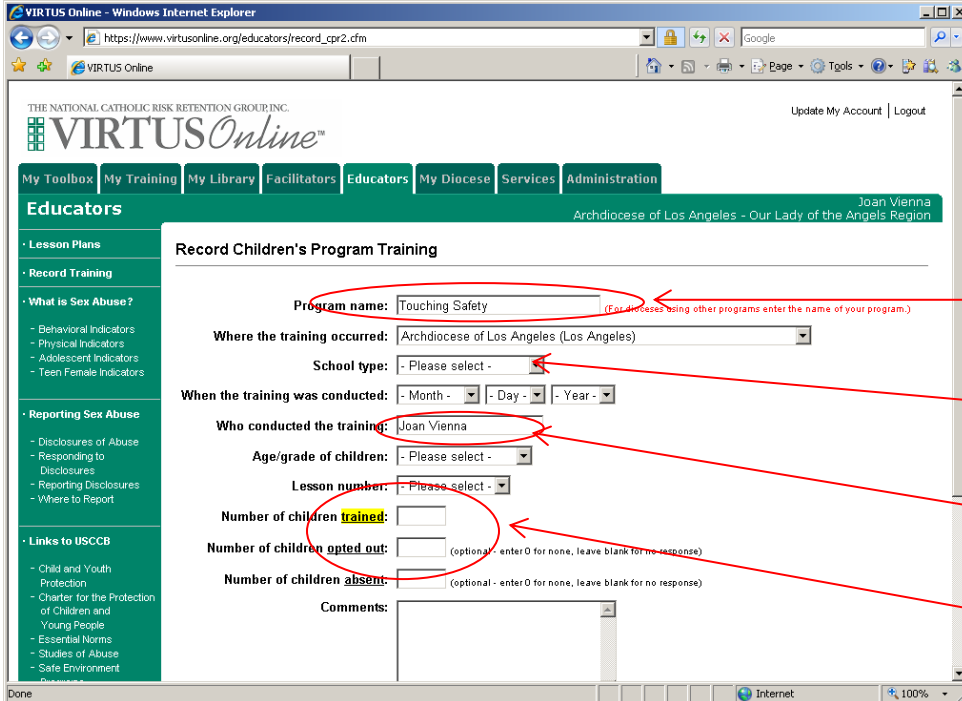 VIRTUS Online - Windows Internet Explorer
https://www.virtusonline.org/educators/record_cpr2.cfm
Google
VIRTUS Online
Page
Tools
THE NATIONAL CATHOLIC RISK RETENTION GROUP, INC.
VIRTUS Online™
Update My Account | Logout
My Toolbox My Training My Library Facilitators Educators My Diocese Services Administration
Educators
Joan Vienna
Archdiocese of Los Angeles - Our Lady of the Angels Region
· Lesson Plans
· Record Training
· What is Sex Abuse?
- Behavioral Indicators
- Physical Indicators
- Adolescent Indicators
- Teen Female Indicators
· Reporting Sex Abuse
- Disclosures of Abuse
- Responding to
Disclosures
- Reporting Disclosures
- Where to Report
· Links to USCCB
- Child and Youth
Protection
- Charter for the Protection
of Children and
Young People
- Essential Norms
- Studies of Abuse
- Safe Environment
Record Children's Program Training
Program name: Touching Safety (For dioceses using other programs enter the name of your program.)
Where the training occurred: Archdiocese of Los Angeles (Los Angeles)
School type: - Please select -
When the training was conducted: - Month - - Day - - Year -
Who conducted the training: Joan Vienna
Age/grade of children: - Please select -
Lesson number: - Please select -
Number of children trained:
Number of children opted out: (optional - enter 0 for none, leave blank for no response)
Number of children absent: (optional - enter 0 for none, leave blank for no response)
Comments:
Done
Internet
100%